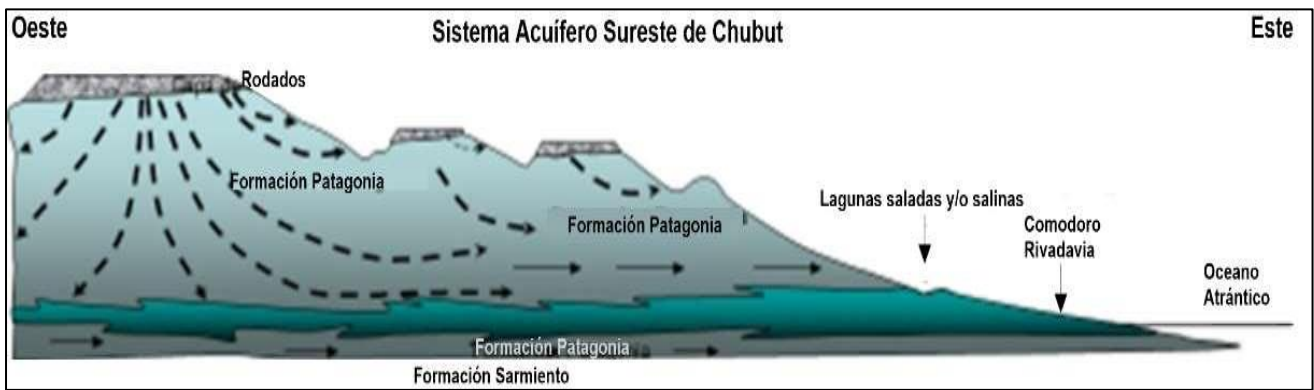 Oeste
Sistema Acuífero Sureste de Chubut
Este
Rodados
Formación Patagonia
Formación Patagonia
Lagunas saladas y/o salinas
Comodoro
Rivadavia
Oceano
Atrántico
Formación Patagonia
Formación Sarmiento